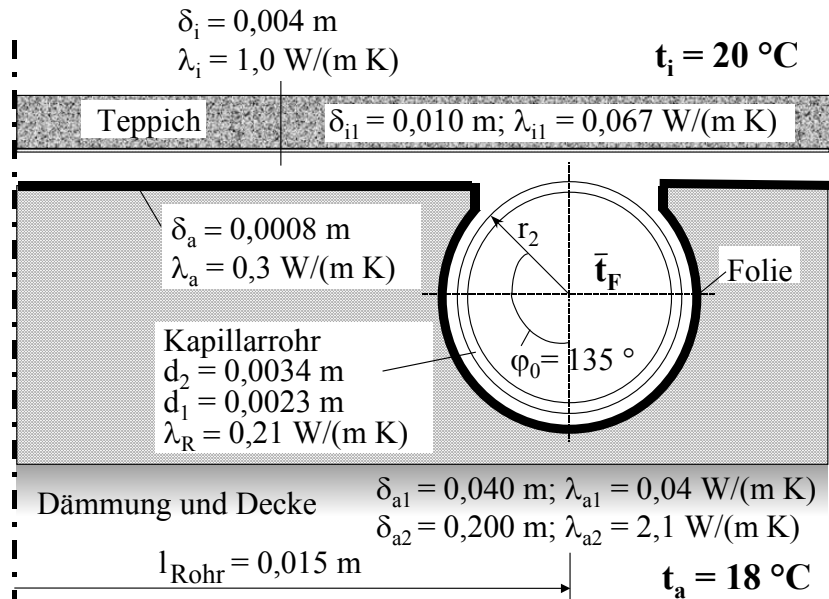 δi = 0,004 m
λi = 1,0 W/(m K)
ti = 20 °C
Teppich
δi1 = 0,010 m; λi1 = 0,067 W/(m K)
δa = 0,0008 m
λa = 0,3 W/(m K)
r2
t̄F
Folie
Kapillarrohr
d2 = 0,0034 m
d1 = 0,0023 m
λR = 0,21 W/(m K)
φ0 = 135 °
Dämmung und Decke
δa1 = 0,040 m; λa1 = 0,04 W/(m K)
δa2 = 0,200 m; λa2 = 2,1 W/(m K)
lRohr = 0,015 m
ta = 18 °C